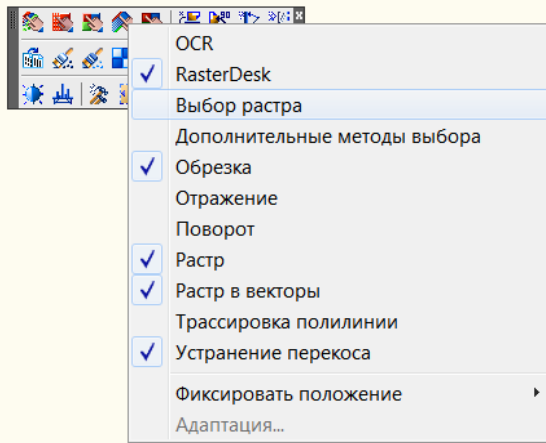 OCR
RasterDesk
Выбор растра
Дополнительные методы выбора
Обрезка
Отражение
Поворот
Растр
Растр в векторы
Трассировка полилинии
Устранение перекоса
Фиксировать положение
Адаптация...